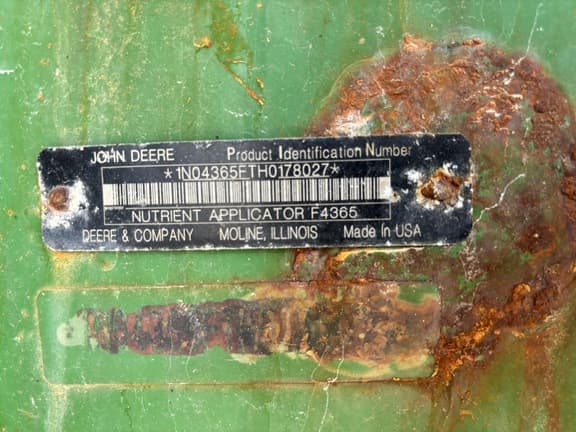 JOHN DEERE Product Identification Number
*1N04365FTH0178027*
NUTRIENT APPLICATOR F4365
DEERE & COMPANY MOLINE, ILLINOIS Made In USA